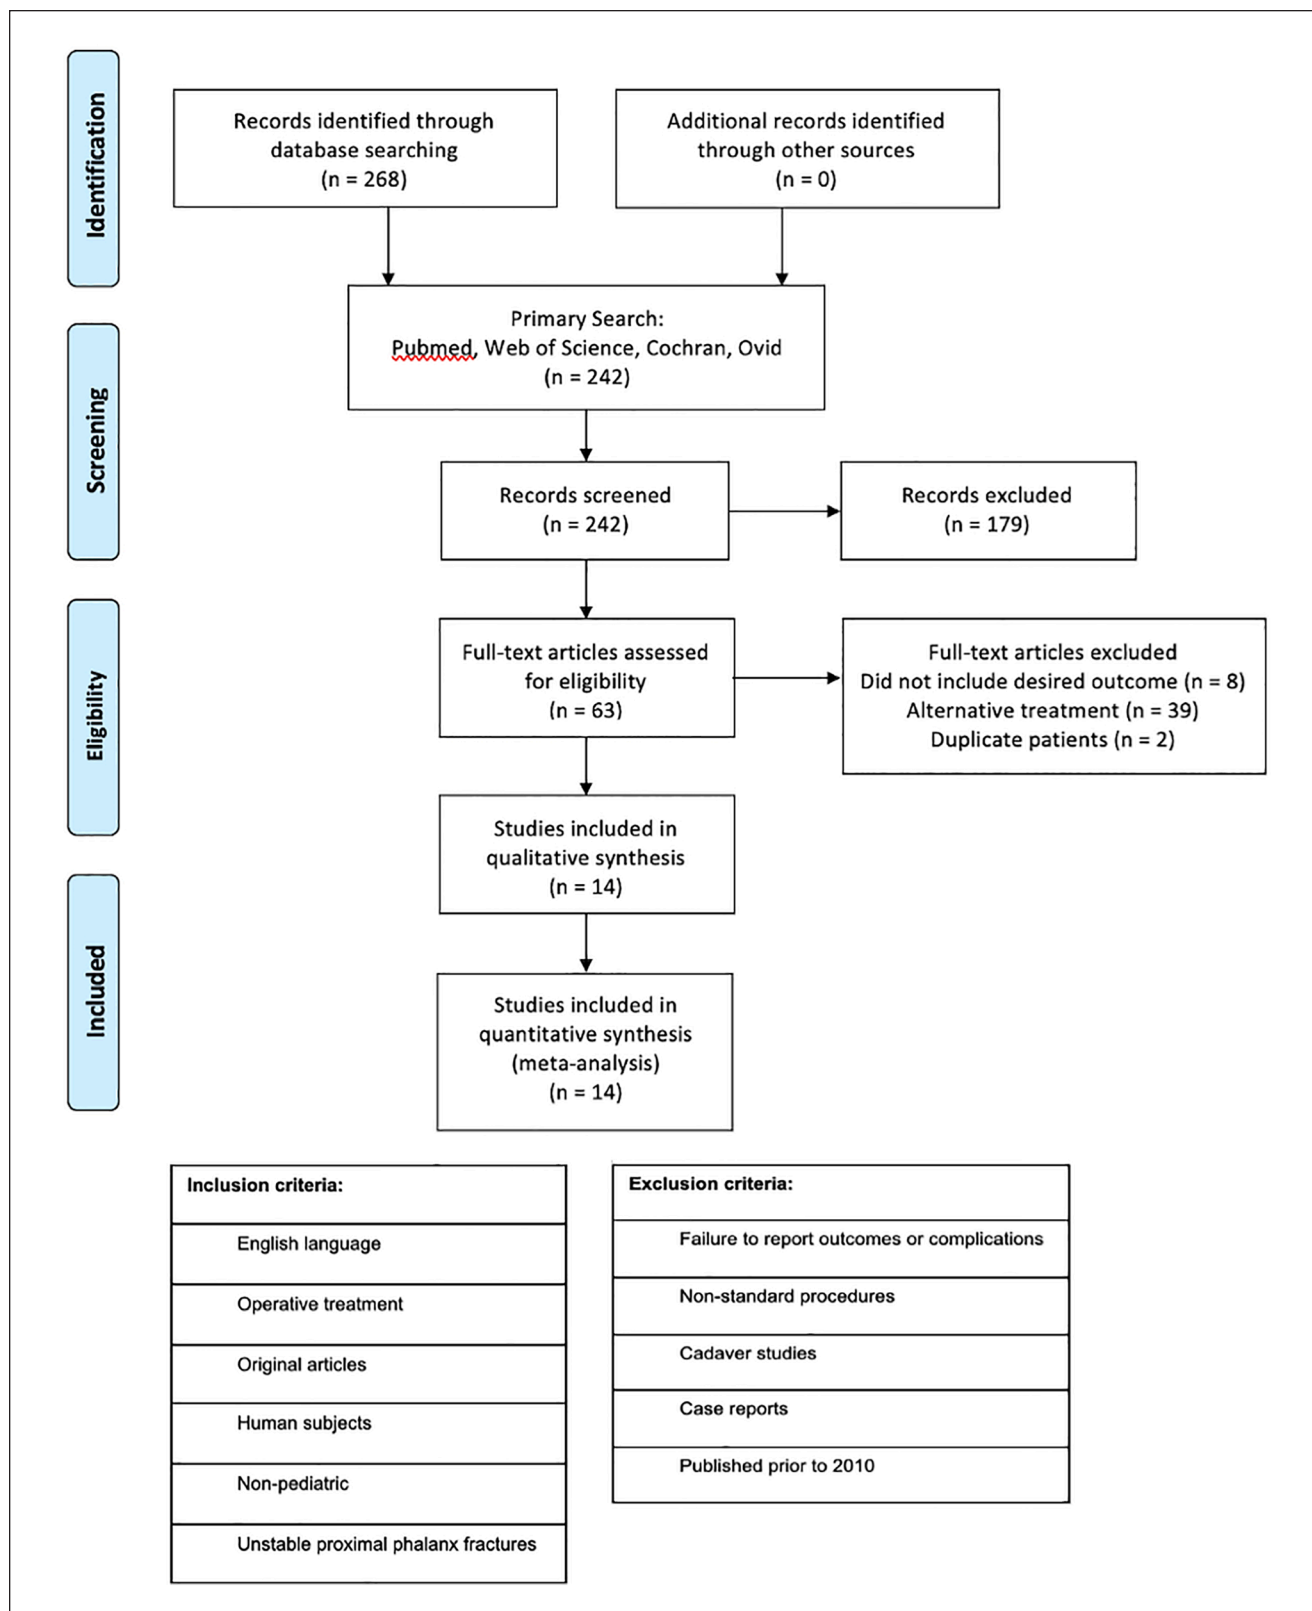 Identification
Records identified through
database searching
(n = 268)
Additional records identified
through other sources
(n = 0)
Primary Search:
Pubmed, Web of Science, Cochran, Ovid
(n = 242)
Screening
Records screened
(n = 242)
Records excluded
(n = 179)
Eligibility
Full-text articles assessed
for eligibility
(n = 63)
Full-text articles excluded
Did not include desired outcome (n = 8)
Alternative treatment (n = 39)
Duplicate patients (n = 2)
Studies included in
qualitative synthesis
(n = 14)
Included
Studies included in
quantitative synthesis
(meta-analysis)
(n = 14)
Inclusion criteria:
English language
Operative treatment
Original articles
Human subjects
Non-pediatric
Unstable proximal phalanx fractures
Exclusion criteria:
Failure to report outcomes or complications
Non-standard procedures
Cadaver studies
Case reports
Published prior to 2010